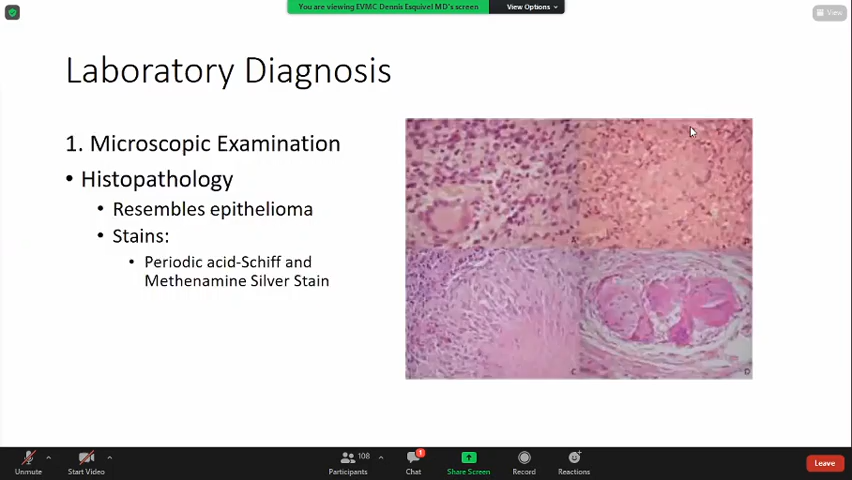 You are viewing EVMC Dennis Esquivel MD's screen
View Options
View
Laboratory Diagnosis
1. Microscopic Examination
• Histopathology
• Resembles epithelioma
• Stains:
• Periodic acid-Schiff and
Methenamine Silver Stain
A
B
C
D
Unmute
Start Video
108
Participants
1
Chat
Share Screen
Record
Reactions
Leave